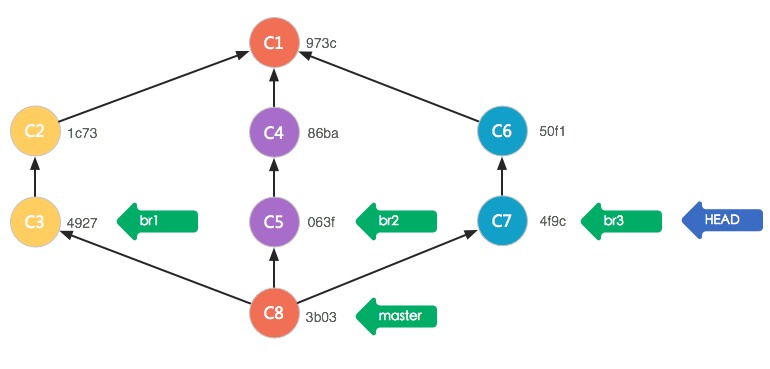 C1 973c
C2 1c73
C4 86ba
C6 50f1
C3 4927 br1
C5 063f br2
C7 4f9c br3 HEAD
C8 3b03 master